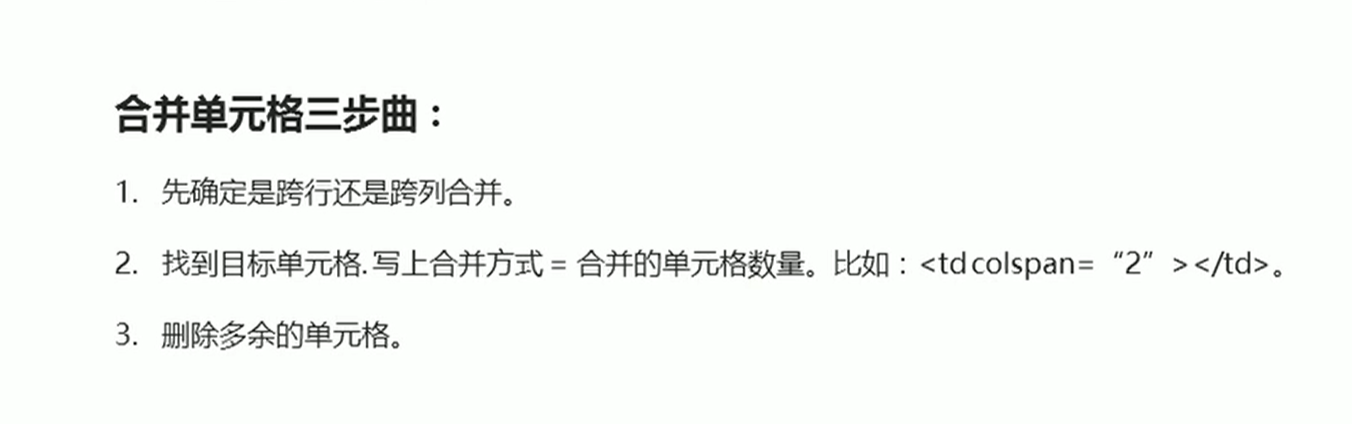 合并单元格三步曲：
1. 先确定是跨行还是跨列合并。
2. 找到目标单元格. 写上合并方式 = 合并的单元格数量。比如：<td colspan= “2” ></td>。
3. 删除多余的单元格。